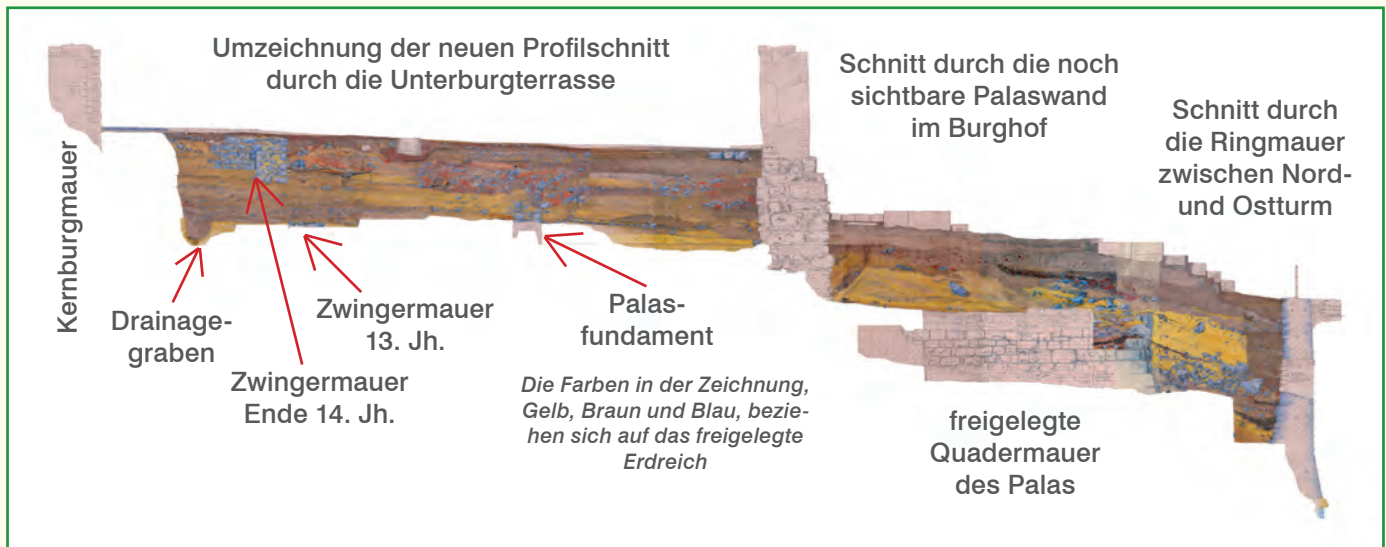 Umzeichnung der neuen Profilschnitt
durch die Unterburgterrasse
Schnitt durch die noch
sichtbare Palaswand
im Burghof
Schnitt durch
die Ringmauer
zwischen Nord-
und Ostturm
Kernburgmauer
Drainage-
graben
Zwingermauer
Ende 14. Jh.
Zwingermauer
13. Jh.
Palas-
fundament
Die Farben in der Zeichnung,
Gelb, Braun und Blau, bezie-
hen sich auf das freigelegte
Erdreich
freigelegte
Quadermauer
des Palas